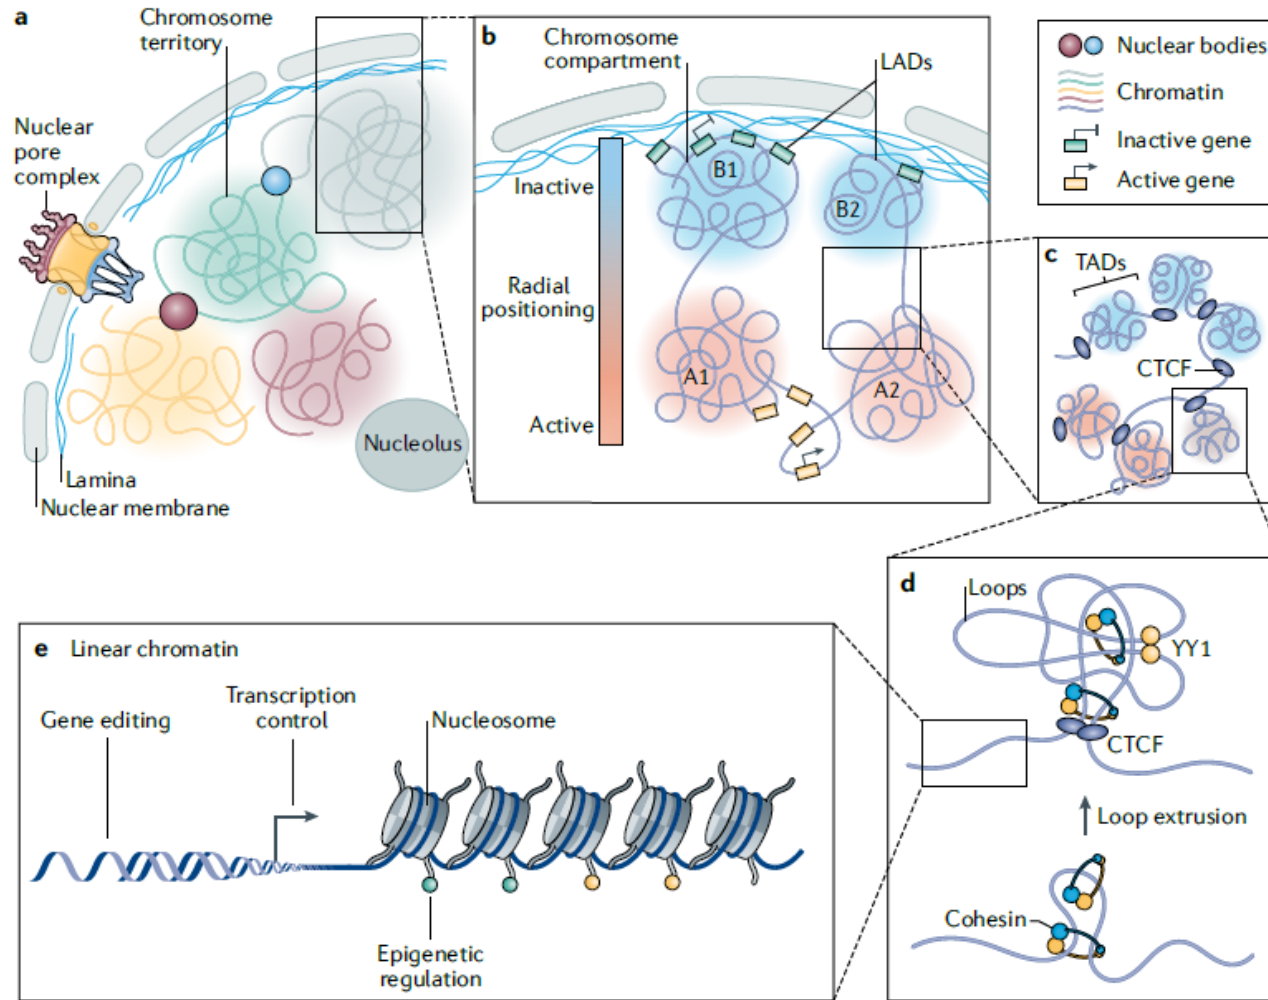 a
Chromosome
territory
Nuclear
pore
complex
Nucleolus
Lamina
Nuclear membrane
b
Chromosome
compartment
LADs
B1
B2
Inactive
Radial
positioning
Active
A1
A2
Nuclear bodies
Chromatin
Inactive gene
Active gene
c
TADs
CTCF
d
Loops
YY1
CTCF
Loop extrusion
Cohesin
e Linear chromatin
Gene editing
Transcription
control
Nucleosome
Epigenetic
regulation